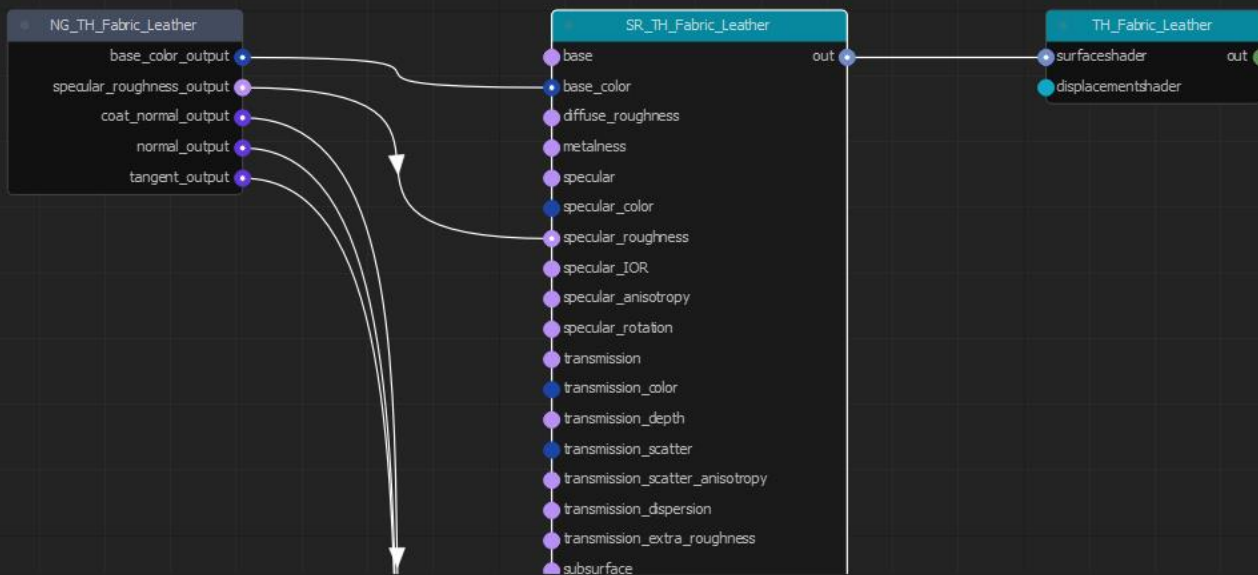 NG_TH_Fabric_Leather
base_color_output
specular_roughness_output
coat_normal_output
normal_output
tangent_output
SR_TH_Fabric_Leather
base
out
base_color
diffuse_roughness
metalness
specular
specular_color
specular_roughness
specular_IOR
specular_anisotropy
specular_rotation
transmission
transmission_color
transmission_depth
transmission_scatter
transmission_scatter_anisotropy
transmission_dispersion
transmission_extra_roughness
subsurface
TH_Fabric_Leather
surfaceshader
out
displacementshader